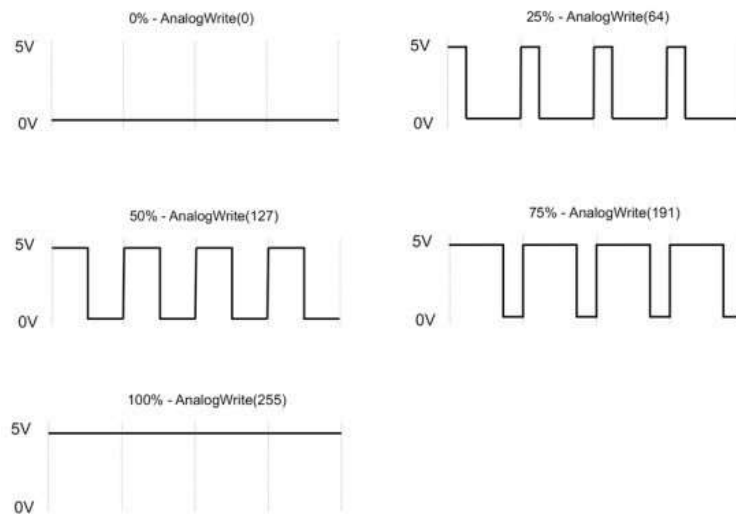 0% - AnalogWrite(0)
5V
0V
25% - AnalogWrite(64)
5V
0V
50% - AnalogWrite(127)
5V
0V
75% - AnalogWrite(191)
5V
0V
100% - AnalogWrite(255)
5V
0V